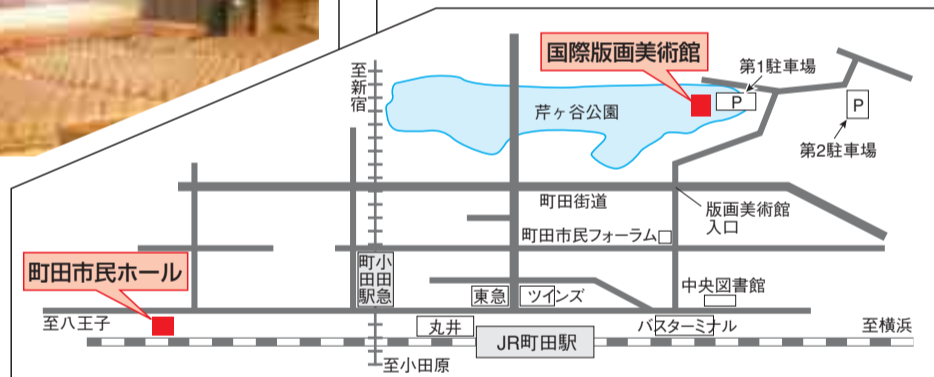 国際版画美術館
至新宿
第1駐車場
P
芹ヶ谷公園
P
第2駐車場
町田街道
版画美術館
入口
町田市民フォーラム
町田市民ホール
小田急
町田駅
東急
ツインズ
中央図書館
至八王子
丸井
バスターミナル
至横浜
JR町田駅
至小田原